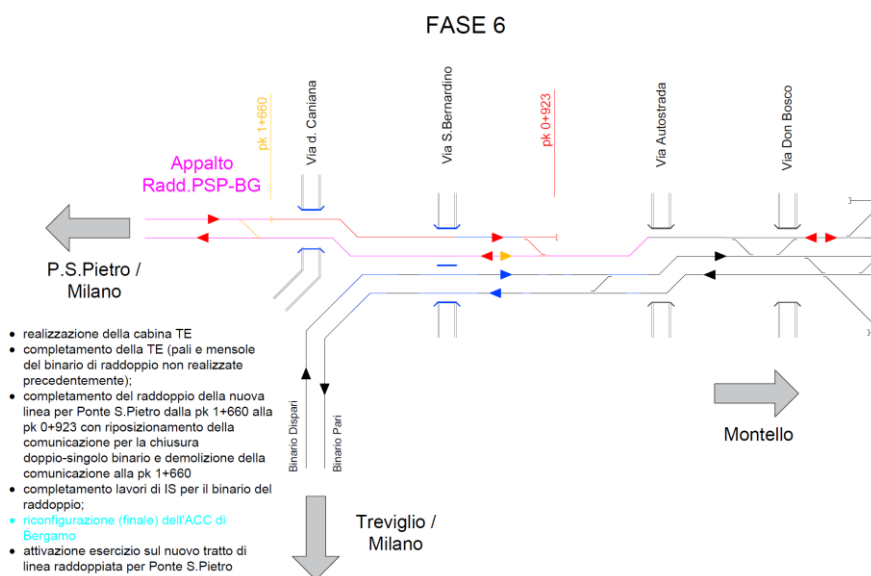 FASE 6
pk 1+660
Via d. Caniana
Via S.Bernardino
pk 0+923
Via Autostrada
Via Don Bosco
Appalto
Radd.PSP-BG
P.S.Pietro /
Milano
• realizzazione della cabina TE
• completamento della TE (pali e mensole
del binario di raddoppio non realizzate
precedentemente);
• completamento del raddoppio della nuova
linea per Ponte S.Pietro dalla pk 1+660 alla
pk 0+923 con riposizionamento della
comunicazione per la chiusura
doppio-singolo binario e demolizione della
comunicazione alla pk 1+660
• completamento lavori di IS per il binario del
raddoppio;
• riconfigurazione (finale) dell'ACC di
Bergamo
• attivazione esercizio sul nuovo tratto di
linea raddoppiata per Ponte S.Pietro
Binario Dispari
Binario Pari
Montello
Treviglio /
Milano